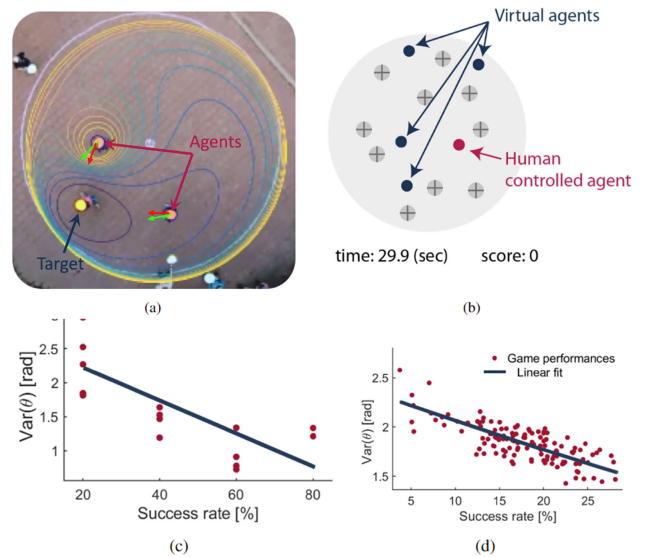 Agents
Target
(a)
Virtual agents
Human
controlled agent
time: 29.9 (sec) score: 0
(b)
Var(θ) [rad]
2.5
2
1.5
1
20 40 60 80
Success rate [%]
(c)
Game performances
Linear fit
Var(θ) [rad]
2.5
2
1.5
5 10 15 20 25
Success rate [%]
(d)